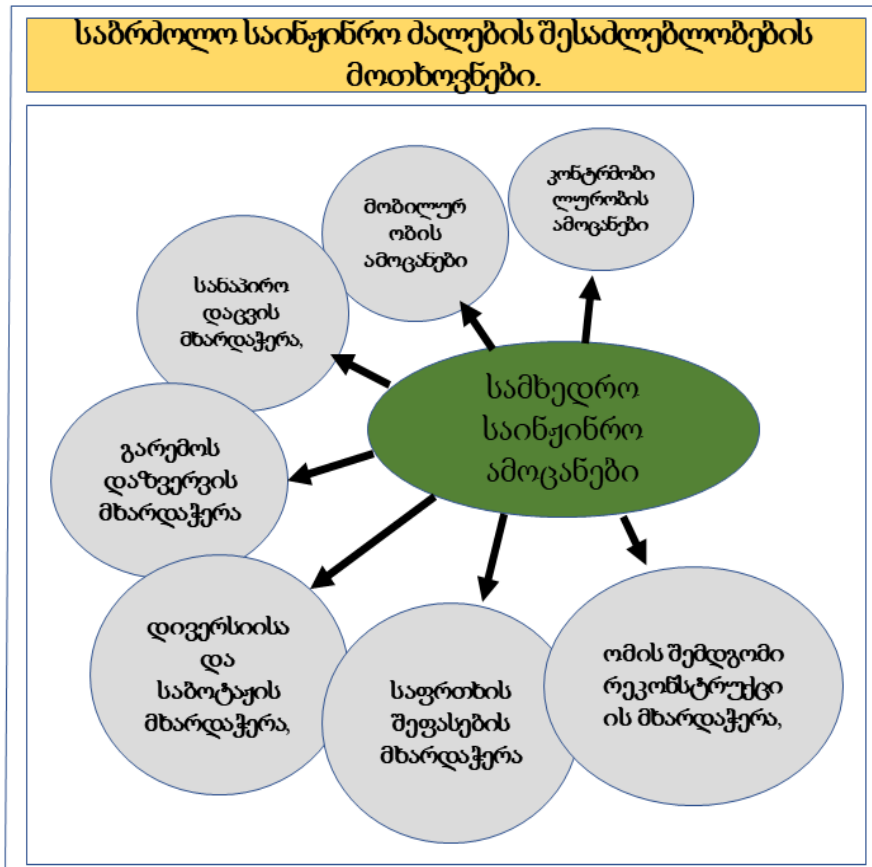 საბრძოლო საინჟინრო ძალების შესაძლებლობების
მოთხოვნები.
კონტრმობი
ლურობის
ამოცანები
მობილურ
ობის
ამოცანები
სანაპირო
დაცვის
მხარდაჭერა,
სამხედრო
საინჟინრო
ამოცანები
გარემოს
დაზვერვის
მხარდაჭერა
დივერსიისა
და
საბოტაჟის
მხარდაჭერა,
საფრთხის
შეფასების
მხარდაჭერა
ომის შემდგომი
რეკონსტრუქცი
ის მხარდაჭერა,